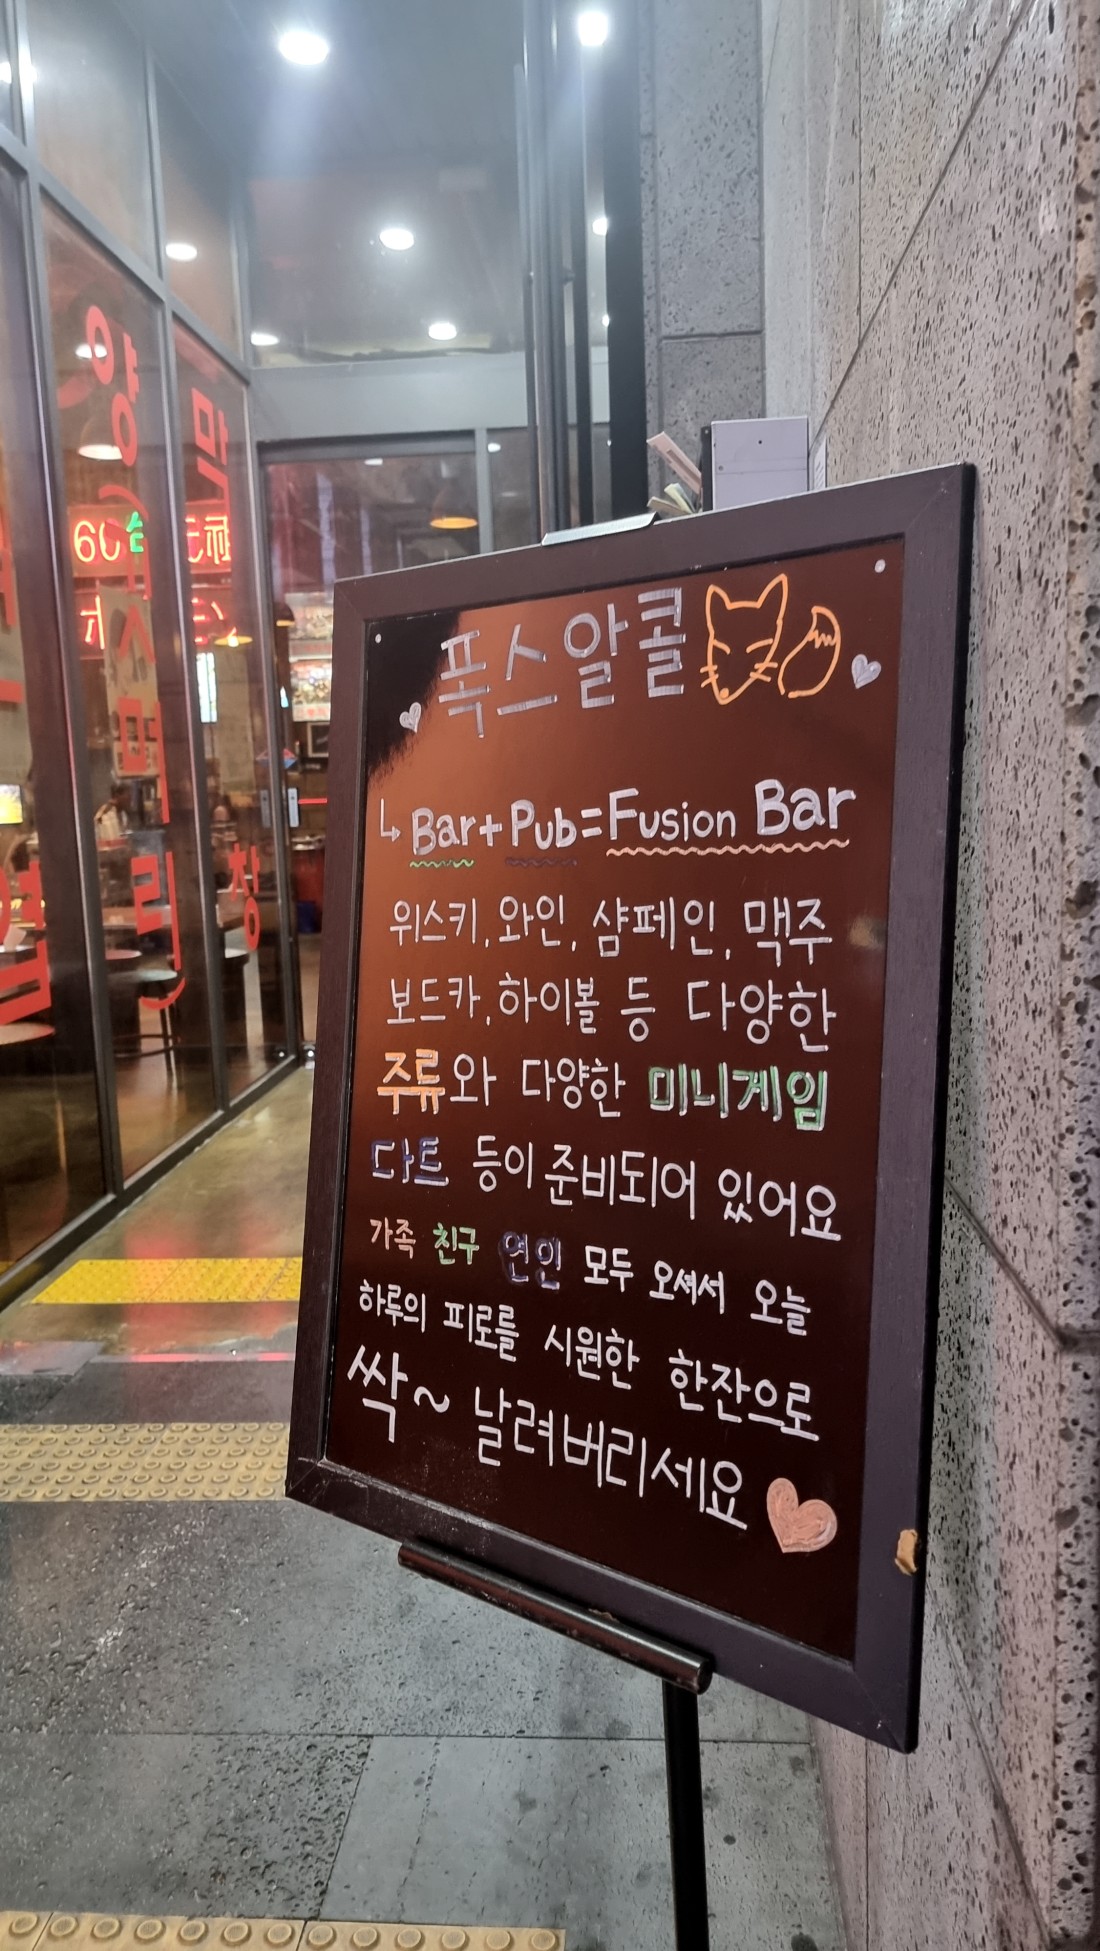 폭스알콜
↳ Bar+Pub=Fusion Bar
위스키, 와인, 샴페인, 맥주
보드카, 하이볼 등 다양한
주류와 다양한 미니게임
다트 등이 준비되어 있어요
가족 친구 연인 모두 오셔서 오늘
하루의 피로를 시원한 한잔으로
싹~ 날려버리세요